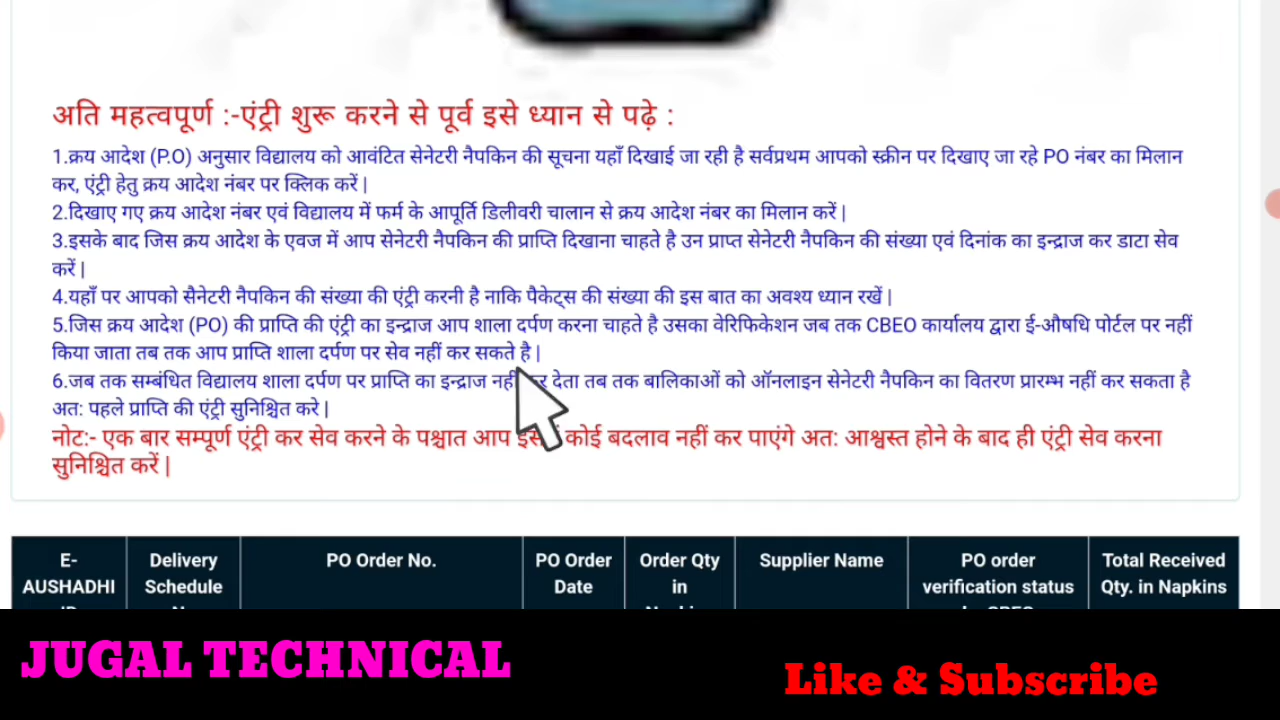 अति महत्वपूर्ण :-एंट्री शुरू करने से पूर्व इसे ध्यान से पढ़े :
1.क्रय आदेश (P.O) अनुसार विद्यालय को आवंटित सेनेटरी नैपकिन की सूचना यहाँ दिखाई जा रही है सर्वप्रथम आपको स्क्रीन पर दिखाए जा रहे PO नंबर का मिलान
कर, एंट्री हेतु क्रय आदेश नंबर पर क्लिक करें |
2.दिखाए गए क्रय आदेश नंबर एवं विद्यालय में फर्म के आपूर्ति डिलीवरी चालान से क्रय आदेश नंबर का मिलान करें |
3.इसके बाद जिस क्रय आदेश के एवज में आप सेनेटरी नैपकिन की प्राप्ति दिखाना चाहते है उन प्राप्त सेनेटरी नैपकिन की संख्या एवं दिनांक का इन्द्राज कर डाटा सेव
करें |
4.यहाँ पर आपको सैनेटरी नैपकिन की संख्या की एंट्री करनी है नाकि पैकेट्स की संख्या की इस बात का अवश्य ध्यान रखें |
5.जिस क्रय आदेश (PO) की प्राप्ति की एंट्री का इन्द्राज आप शाला दर्पण करना चाहते है उसका वेरिफिकेशन जब तक CBEO कार्यालय द्वारा ई-औषधि पोर्टल पर नहीं
किया जाता तब तक आप प्राप्ति शाला दर्पण पर सेव नहीं कर सकते है |
6.जब तक सम्बंधित विद्यालय शाला दर्पण पर प्राप्ति का इन्द्राज देता तब तक बालिकाओं को ऑनलाइन सेनेटरी नैपकिन का वितरण प्रारम्भ नहीं कर सकता है
अत: पहले प्राप्ति की एंट्री सुनिश्चित करे |
नोट:- एक बार सम्पूर्ण एंट्री कर सेव करने के पश्चात आप कोई बदलाव नहीं कर पाएंगे अत: आश्वस्त होने के बाद ही एंट्री सेव करना
सुनिश्चित करें |
E- Delivery PO Order No. PO Order Order Qty Supplier Name PO order Total Received
AUSHADHI Schedule Date in verification status Qty. in Napkins
JUGAL TECHNICAL
Like & Subscribe